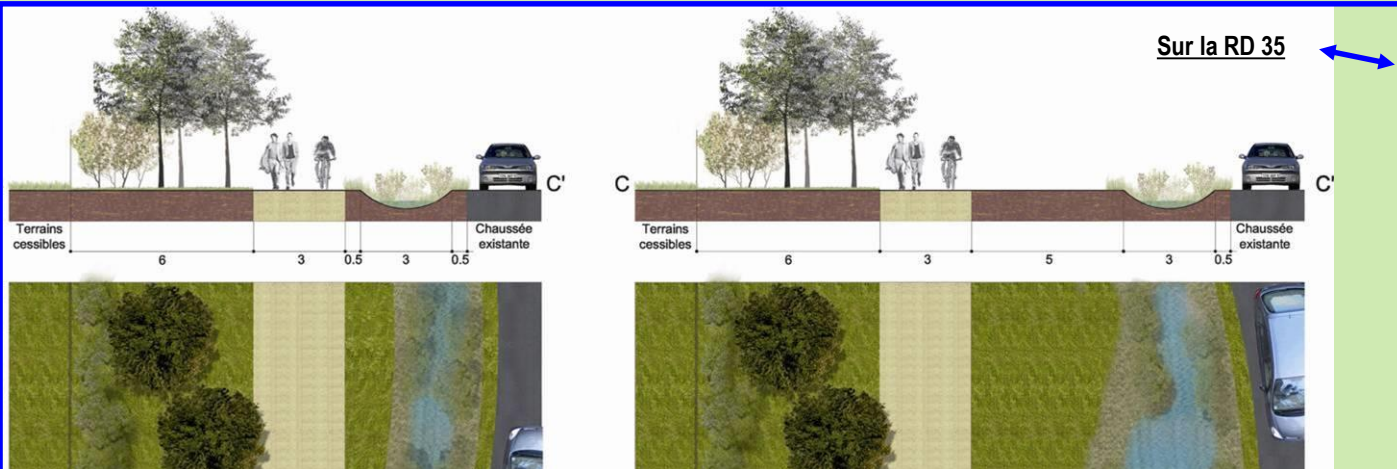 Sur la RD 35
C'
Terrains
cessibles
Chaussée
existante
6
3
0.5
3
0.5
C
C'
Terrains
cessibles
Chaussée
existante
6
3
5
3
0.5